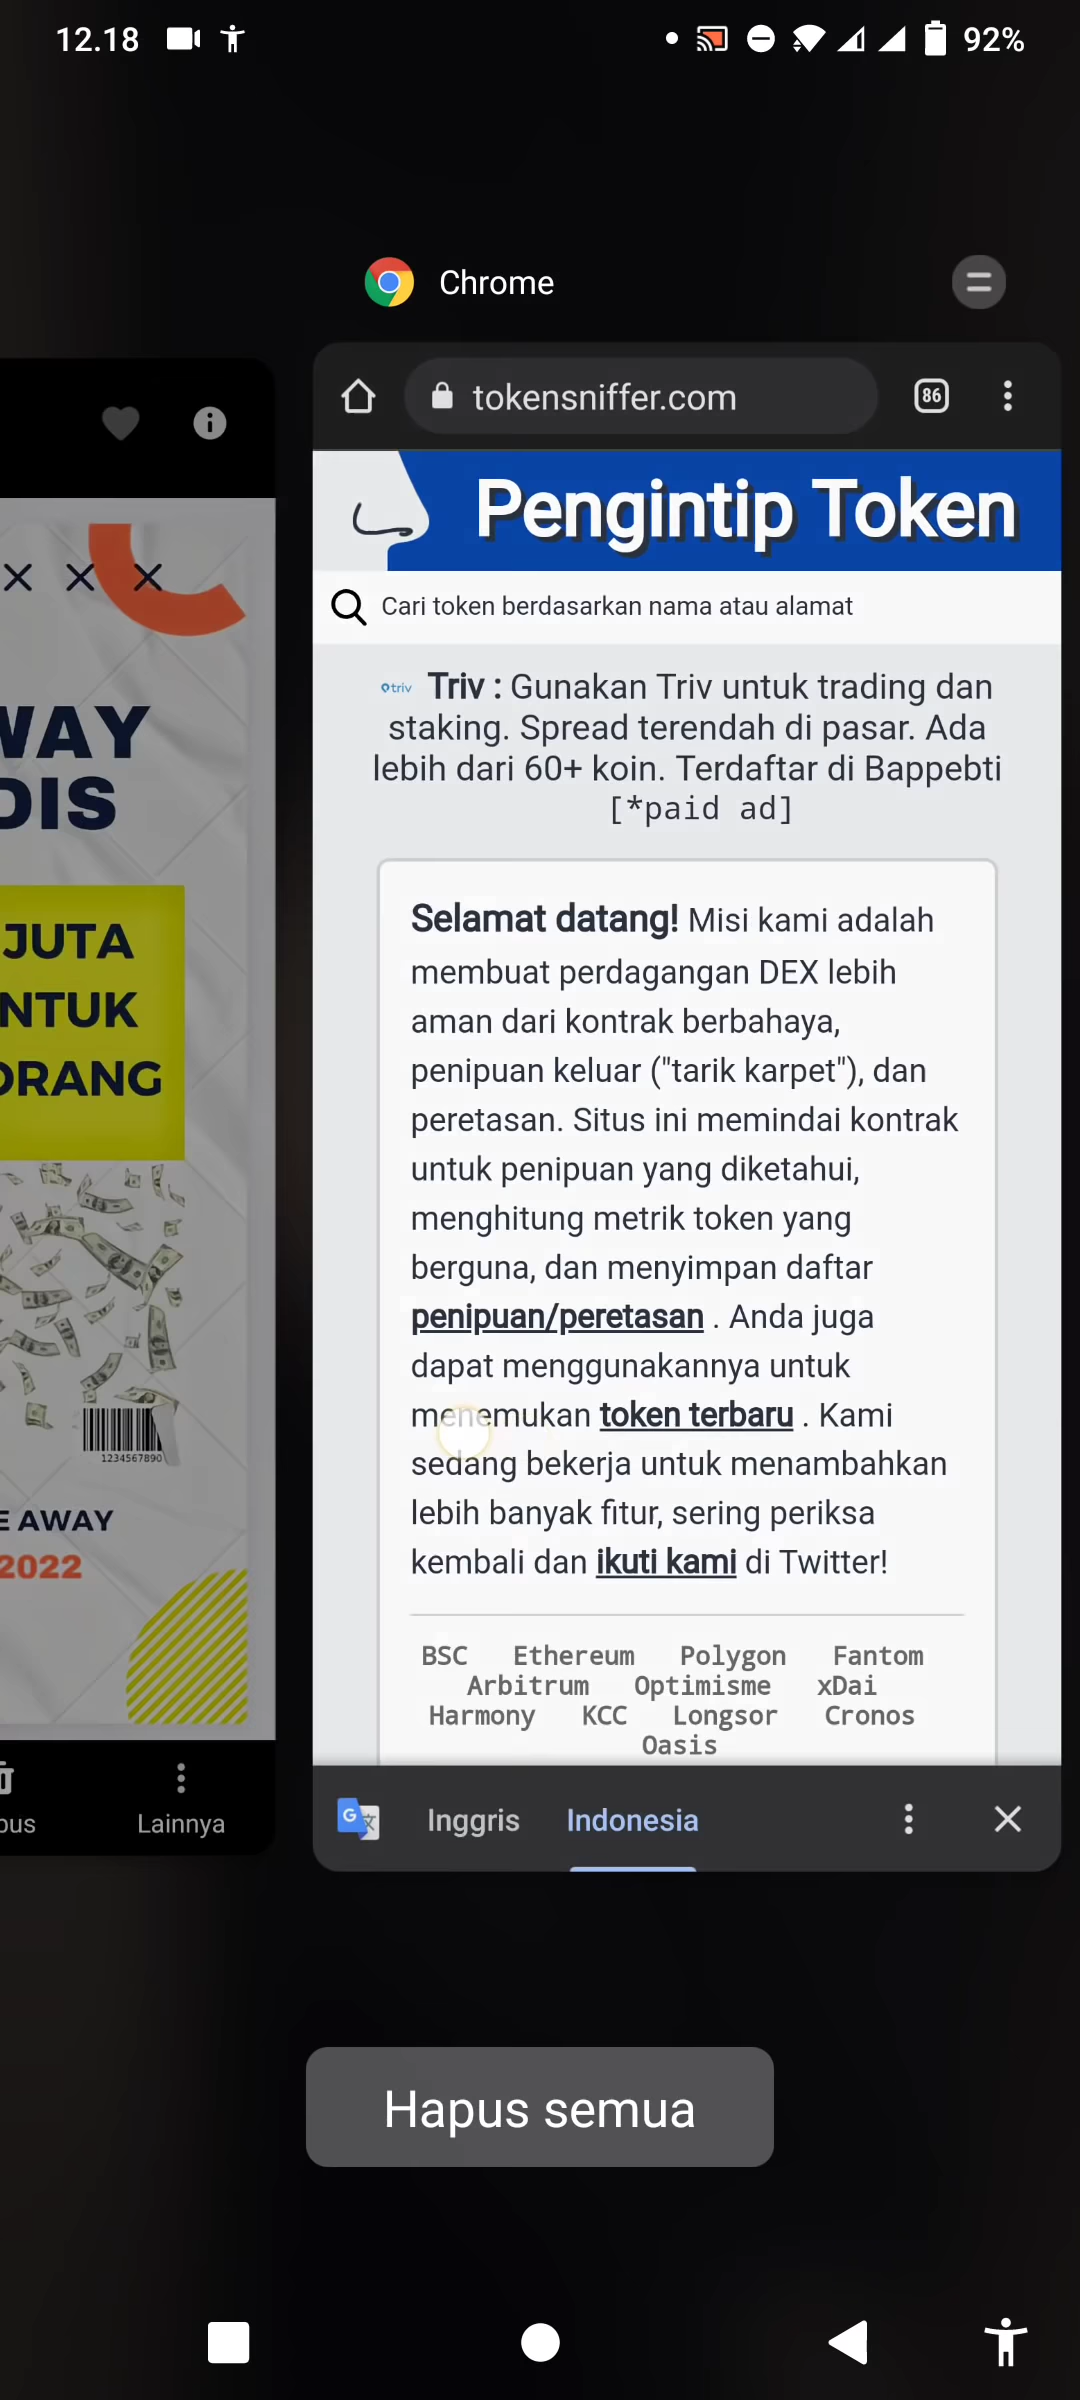 12.18
92%
Chrome
tokensniffer.com
86
Pengintip Token
Cari token berdasarkan nama atau alamat
triv Triv : Gunakan Triv untuk trading dan
staking. Spread terendah di pasar. Ada
lebih dari 60+ koin. Terdaftar di Bappebti
[*paid ad]
Selamat datang! Misi kami adalah
membuat perdagangan DEX lebih
aman dari kontrak berbahaya,
penipuan keluar ("tarik karpet"), dan
peretasan. Situs ini memindai kontrak
untuk penipuan yang diketahui,
menghitung metrik token yang
berguna, dan menyimpan daftar
penipuan/peretasan . Anda juga
dapat menggunakannya untuk
menemukan token terbaru . Kami
sedang bekerja untuk menambahkan
lebih banyak fitur, sering periksa
kembali dan ikuti kami di Twitter!
BSC Ethereum Polygon Fantom
Arbitrum Optimisme xDai
Harmony KCC Longsor Cronos
Oasis
Inggris Indonesia
WAY
DIS
JUTA
NTUK
ORANG
1234567890
E AWAY
2022
pus
Lainnya
Hapus semua